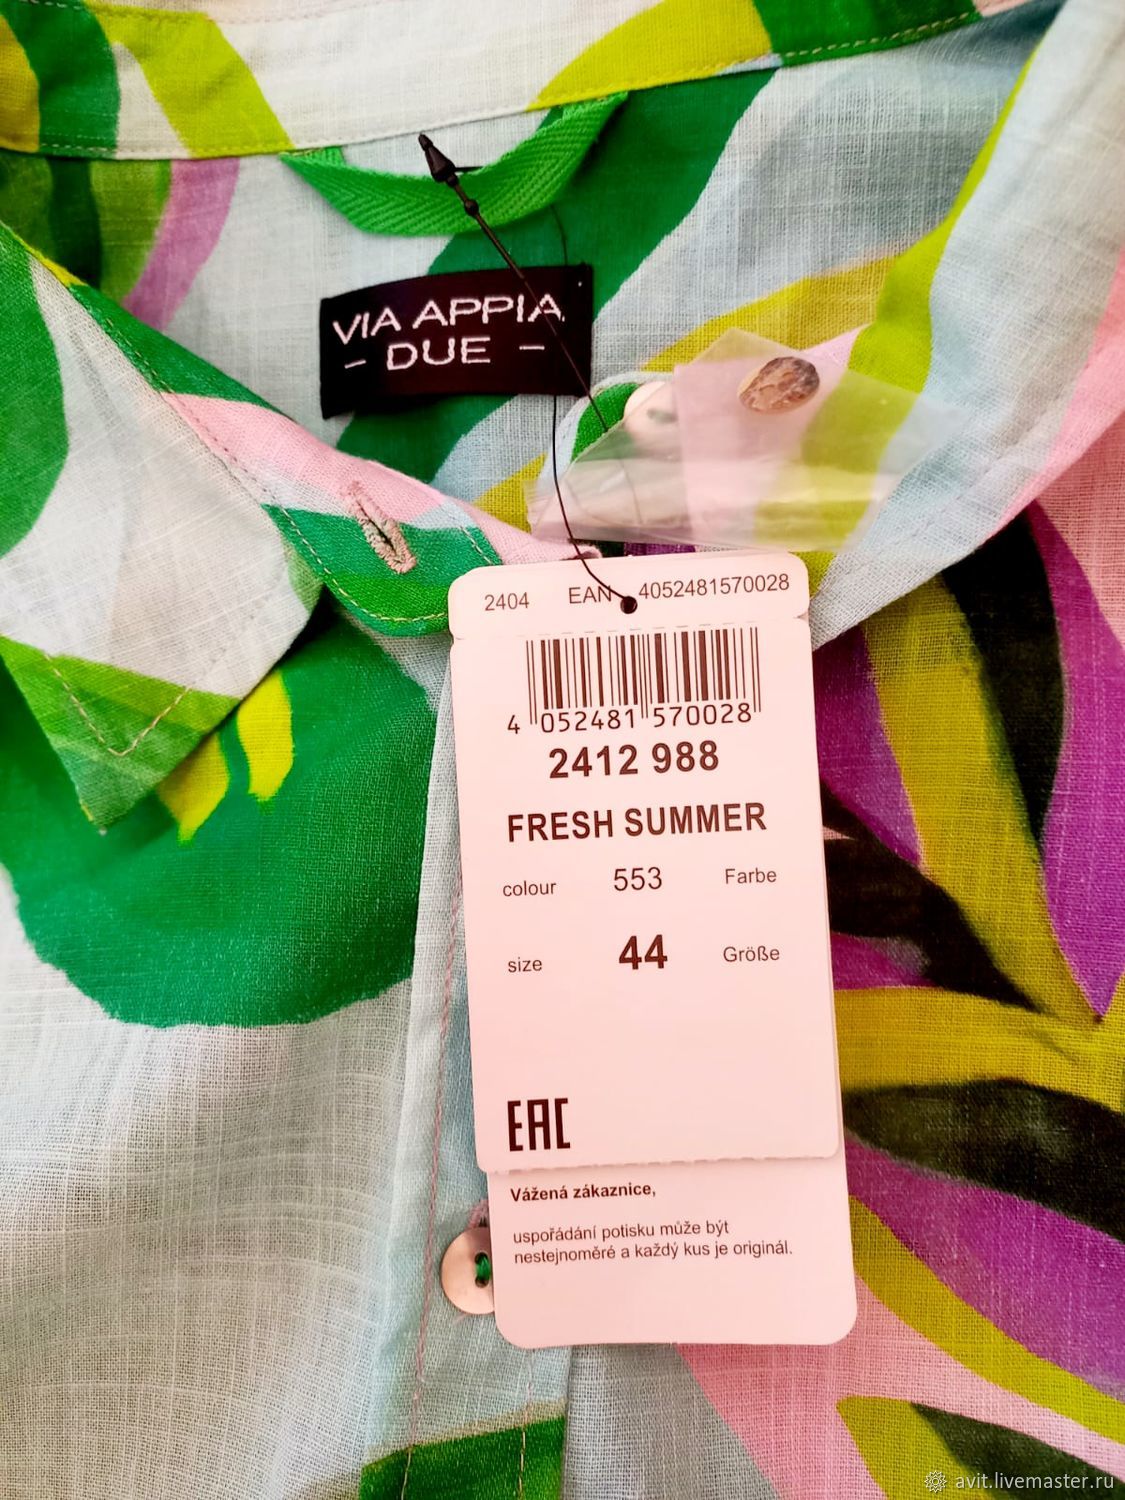 VIA APPIA
- DUE -
2404 EAN 4052481570028
4 052481 570028
2412 988
FRESH SUMMER
colour 553 Farbe
size 44 Größe
EAC
Vážená zákaznice,
uspořádání potisku může být
nestejnoměré a každý kus je originál.
avit.livemaster.ru